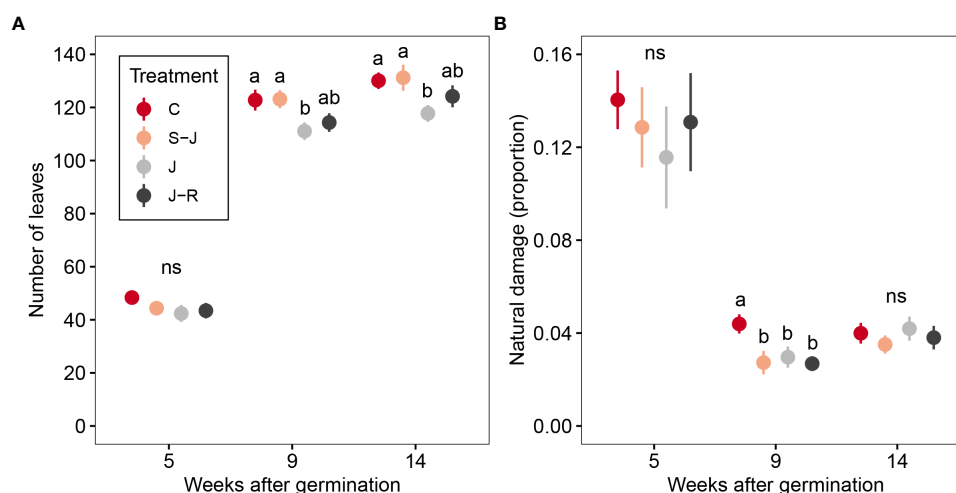 A
Number of leaves
140
120
100
80
60
40
20
0
Treatment
C
S–J
J
J–R
ns
a a b ab
a a b ab
5 9 14
Weeks after germination
B
Natural damage (proportion)
0.16
0.12
0.08
0.04
0.00
ns
a b b b
ns
5 9 14
Weeks after germination